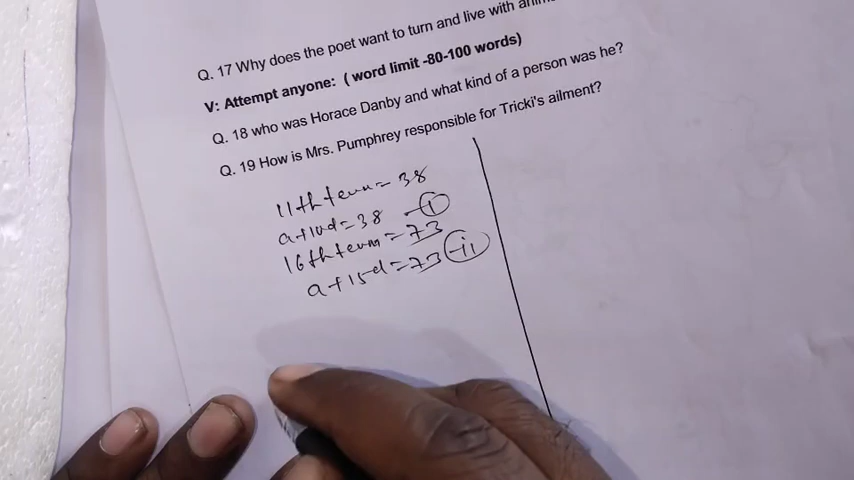 Q. 17 Why does the poet want to turn and live with
V: Attempt anyone: ( word limit -80-100 words)
Q. 18 who was Horace Danby and what kind of a person was he?
Q. 19 How is Mrs. Pumphrey responsible for Tricki's ailment?
11th term = 38
a+10d = 38 - i
16th term = 73
a+15d = 73 - ii